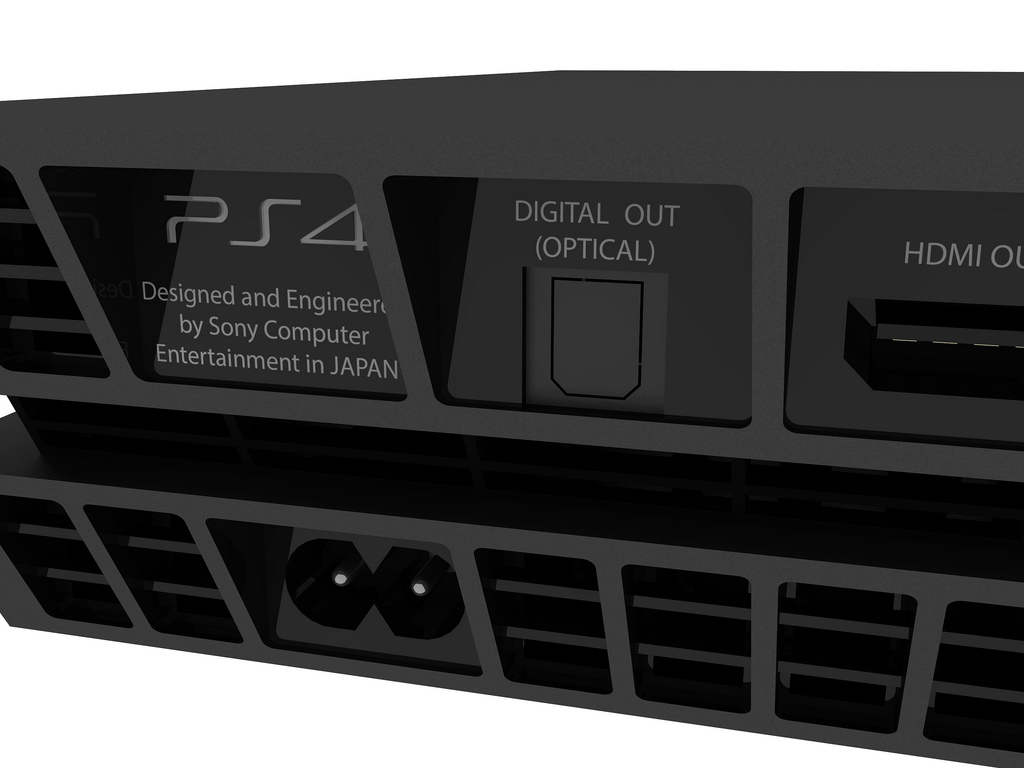 PS4
Designed and Engineere
by Sony Computer
Entertainment in JAPAN
DIGITAL OUT
(OPTICAL)
HDMI OU